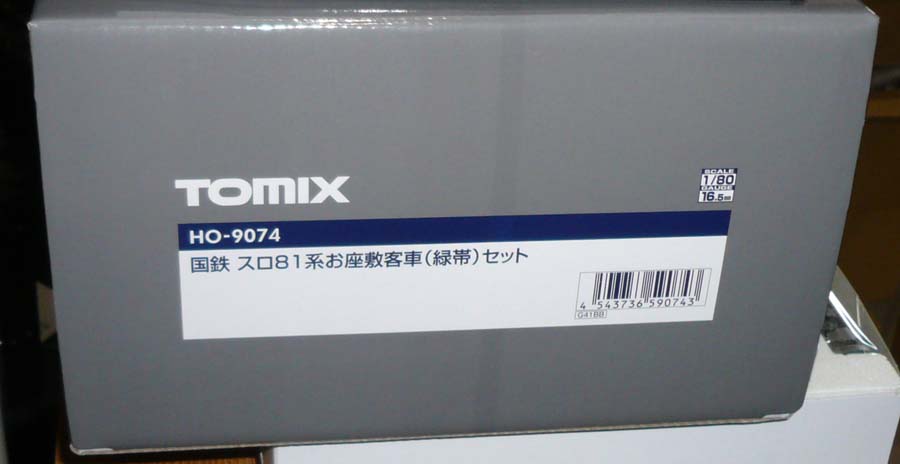 TOMIX
SCALE
1/80
GAUGE
16.5mm
HO-9074
国鉄 スロ81系お座敷客車(緑帯)セット
4 543736 590743
G41BB